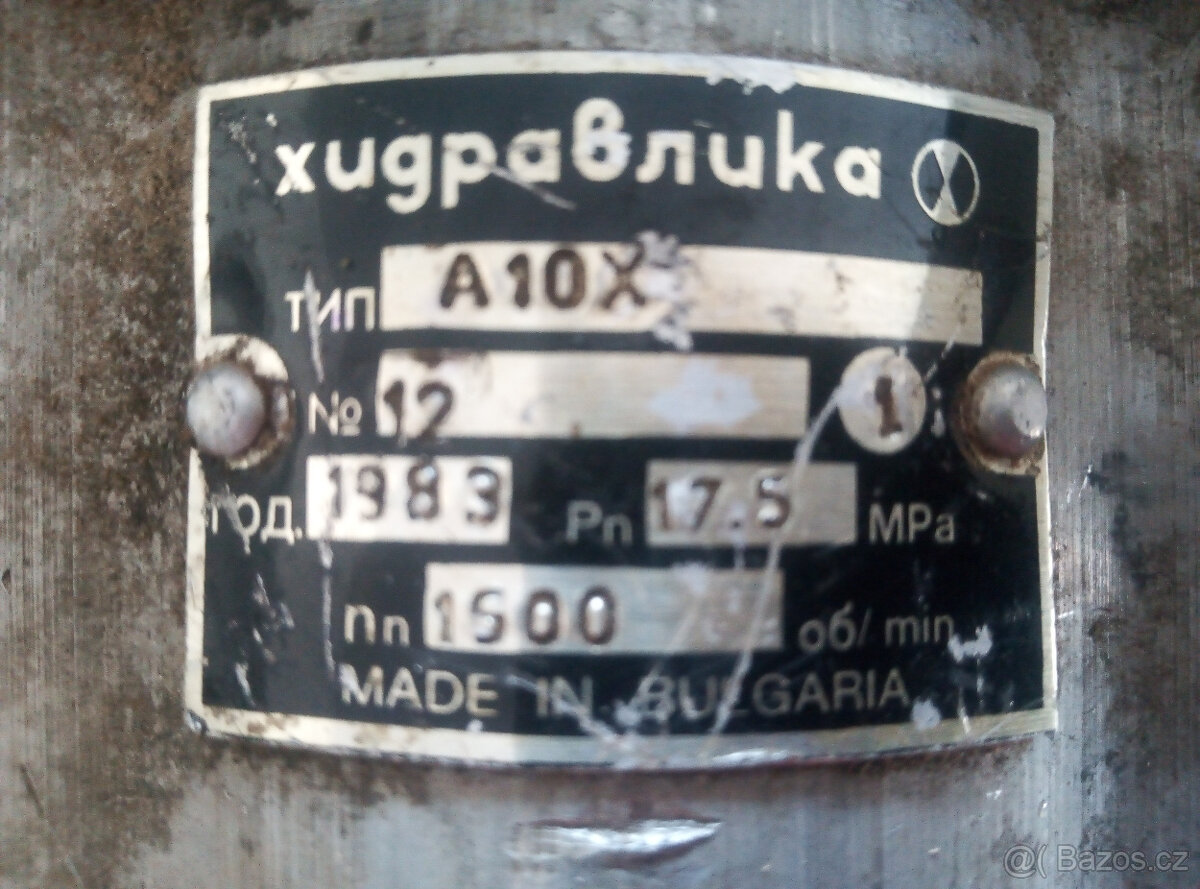 хидравлика
тип А10Х
№ 12 1
год. 1983 Pn 17.5 MPa
nn 1500 об/min
MADE IN BULGARIA
@( Bazos.cz